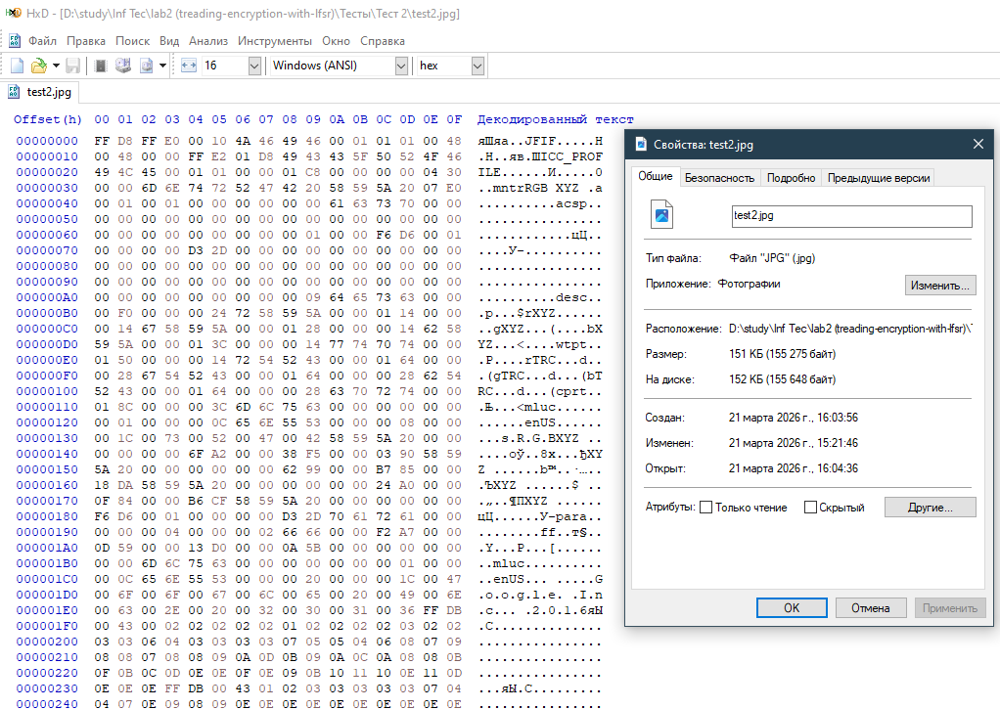 HxD - [D:\study\Inf Tec\lab2 (treading-encryption-with-lfsr)\Тесты\Тест 2\test2.jpg]
Файл Правка Поиск Вид Анализ Инструменты Окно Справка
16 Windows (ANSI) hex
test2.jpg
Offset(h) 00 01 02 03 04 05 06 07 08 09 0A 0B 0C 0D 0E 0F Декодированный текст
00000000 FF D8 FF E0 00 10 4A 46 49 46 00 01 01 01 00 48 яШяа..JFIF.....H
00000010 00 48 00 00 FF E2 01 D8 49 43 43 5F 50 52 4F 46 .H..яв.ШICC_PROF
00000020 49 4C 45 00 01 01 00 00 01 C8 00 00 00 00 04 30 ILE......И.....0
00000030 00 00 6D 6E 74 72 52 47 42 20 58 59 5A 20 07 E0 ..mntrRGB XYZ .а
00000040 00 01 00 01 00 00 00 00 00 00 61 63 73 70 00 00 ..........acsp..
00000050 00 00 00 00 00 00 00 00 00 00 00 00 00 00 00 00 ................
00000060 00 00 00 00 00 00 00 00 00 01 00 00 F6 D6 00 01 ............цЦ..
00000070 00 00 00 00 D3 2D 00 00 00 00 00 00 00 00 00 00 ....У-..........
00000080 00 00 00 00 00 00 00 00 00 00 00 00 00 00 00 00 ................
00000090 00 00 00 00 00 00 00 00 00 00 00 00 00 00 00 00 ................
000000A0 00 00 00 00 00 00 00 00 00 09 64 65 73 63 00 00 ..........desc..
000000B0 00 F0 00 00 00 24 72 58 59 5A 00 00 01 14 00 00 .р...$rXYZ......
000000C0 00 14 67 58 59 5A 00 00 01 28 00 00 00 14 62 58 ..gXYZ...(....bX
000000D0 59 5A 00 00 01 3C 00 00 00 14 77 74 70 74 00 00 YZ...<....wtpt..
000000E0 01 50 00 00 00 14 72 54 52 43 00 00 01 64 00 00 .P....rTRC...d..
000000F0 00 28 67 54 52 43 00 00 01 64 00 00 00 28 62 54 .(gTRC...d...(bT
00000100 52 43 00 00 01 64 00 00 00 28 63 70 72 74 00 00 RC...d...(cprt..
00000110 01 8C 00 00 00 3C 6D 6C 75 63 00 00 00 00 00 00 .Њ...<mluc......
00000120 00 01 00 00 00 0C 65 6E 55 53 00 00 00 08 00 00 ......enUS......
00000130 00 1C 00 73 00 52 00 47 00 42 58 59 5A 20 00 00 ...s.R.G.BXYZ ..
00000140 00 00 00 00 6F A2 00 00 38 F5 00 00 03 90 58 59 ....oў..8х...ђXY
00000150 5A 20 00 00 00 00 00 00 62 99 00 00 B7 85 00 00 Z ......b™..·…..
00000160 18 DA 58 59 5A 20 00 00 00 00 00 00 24 A0 00 00 .ЪXYZ ......$ ..
00000170 0F 84 00 00 B6 CF 58 59 5A 20 00 00 00 00 00 00 .„..¶ПXYZ ......
00000180 F6 D6 00 01 00 00 00 00 D3 2D 70 61 72 61 00 00 цЦ......У-para..
00000190 00 00 00 04 00 00 00 02 66 66 00 00 F2 A7 00 00 ........ff..т§..
000001A0 0D 59 00 00 13 D0 00 00 0A 5B 00 00 00 00 00 00 .Y...Р...[......
000001B0 00 00 6D 6C 75 63 00 00 00 00 00 00 00 01 00 00 ..mluc..........
000001C0 00 0C 65 6E 55 53 00 00 00 20 00 00 00 1C 00 47 ..enUS... .....G
000001D0 00 6F 00 6F 00 67 00 6C 00 65 00 20 00 49 00 6E .o.o.g.l.e. .I.n
000001E0 00 63 00 2E 00 20 00 32 00 30 00 31 00 36 FF DB .c... .2.0.1.6яЫ
000001F0 00 43 00 02 02 02 02 02 01 02 02 02 02 03 02 02 .C..............
00000200 03 03 06 04 03 03 03 03 07 05 05 04 06 08 07 09 ................
00000210 08 08 07 08 08 09 0A 0D 0B 09 0A 0C 0A 08 08 0B ................
00000220 0F 0B 0C 0D 0E 0E 0F 0E 09 0B 10 11 10 0E 11 0D ................
00000230 0E 0E 0E FF DB 00 43 01 02 03 03 03 03 03 07 04 ...яЫ.C.........
00000240 04 07 0E 09 08 09 0E 0E 0E 0E 0E 0E 0E 0E 0E 0E ................
Свойства: test2.jpg
Общие Безопасность Подробно Предыдущие версии
test2.jpg
Тип файла: Файл "JPG" (.jpg)
Приложение: Фотографии Изменить...
Расположение: D:\study\Inf Tec\lab2 (treading-encryption-with-lfsr)\
Размер: 151 КБ (155 275 байт)
На диске: 152 КБ (155 648 байт)
Создан: 21 марта 2026 г., 16:03:56
Изменен: 21 марта 2026 г., 15:21:46
Открыт: 21 марта 2026 г., 16:04:36
Атрибуты: Только чтение Скрытый Другие...
OK Отмена Применить